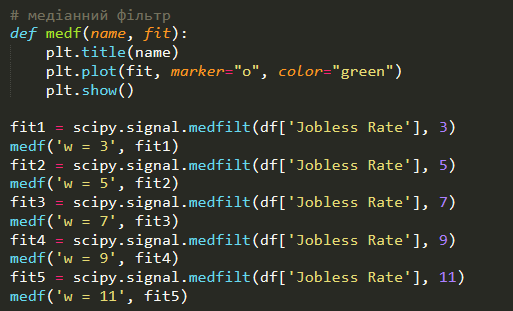 # медіанний фільтр
def medf(name, fit):
    plt.title(name)
    plt.plot(fit, marker="o", color="green")
    plt.show()

fit1 = scipy.signal.medfilt(df['Jobless Rate'], 3)
medf('w = 3', fit1)
fit2 = scipy.signal.medfilt(df['Jobless Rate'], 5)
medf('w = 5', fit2)
fit3 = scipy.signal.medfilt(df['Jobless Rate'], 7)
medf('w = 7', fit3)
fit4 = scipy.signal.medfilt(df['Jobless Rate'], 9)
medf('w = 9', fit4)
fit5 = scipy.signal.medfilt(df['Jobless Rate'], 11)
medf('w = 11', fit5)